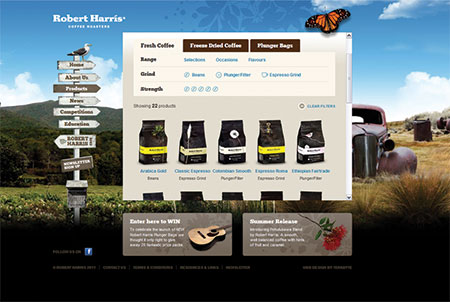 Robert Harris®
COFFEE ROASTERS
Home
About Us
Products
News
Competitions
Education
ROBERT HARRIS
NEWSLETTER SIGN UP
Fresh Coffee
Freeze Dried Coffee
Plunger Bags
Range
Selections
Occasions
Flavours
Grind
Beans
Plunger/Filter
Espresso Grind
Strength
Showing 22 products
CLEAR FILTERS
Arabica Gold
Classic Espresso
Colombian Smooth
Espresso Roma
Ethiopian Fairtrade
Beans
Espresso Grind
Plunger/Filter
Espresso Grind
Plunger/Filter
Enter here to WIN
To celebrate the launch of NEW
Robert Harris Plunger Bags we
thought it only right to give
away 25 fantastic prize packs.
Summer Release
Introducing Pohutukawa Blend
by Robert Harris. A smooth,
well balanced coffee with hints
of fruit and caramel.
FOLLOW US ON
© ROBERT HARRIS 2011
CONTACT US
TERMS & CONDITIONS
RESOURCES & LINKS
NEWSLETTER